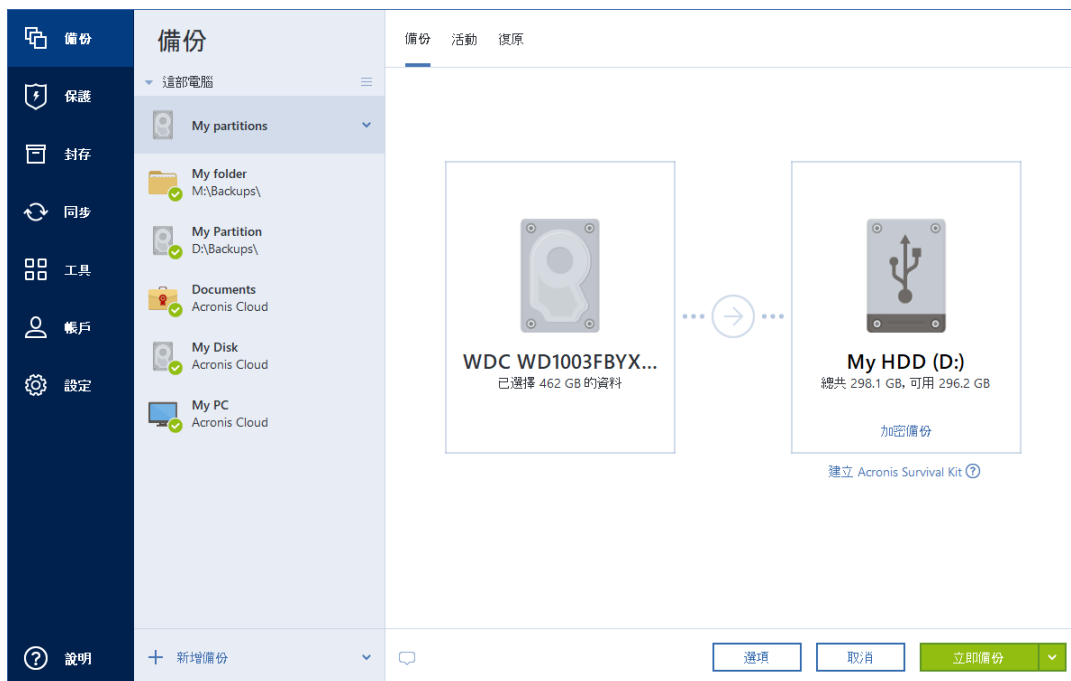 備份
保護
封存
同步
工具
帳戶
設定
說明
備份
這部電腦
My partitions
My folder
M:\Backups\
My Partition
D:\Backups\
Documents
Acronis Cloud
My Disk
Acronis Cloud
My PC
Acronis Cloud
新增備份
備份 活動 復原
WDC WD1003FBYX...
已選擇 462 GB 的資料
My HDD (D:)
總共 298.1 GB, 可用 296.2 GB
加密備份
建立 Acronis Survival Kit ?
選項 取消 立即備份